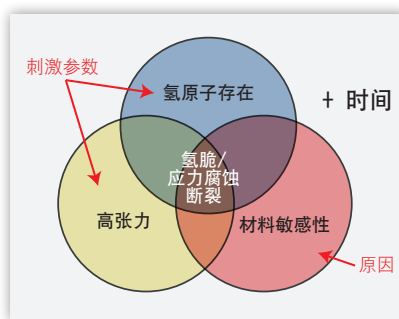 刺激参数
氢原子存在
+ 时间
氢脆/
应力腐蚀
断裂
高张力
材料敏感性
原因